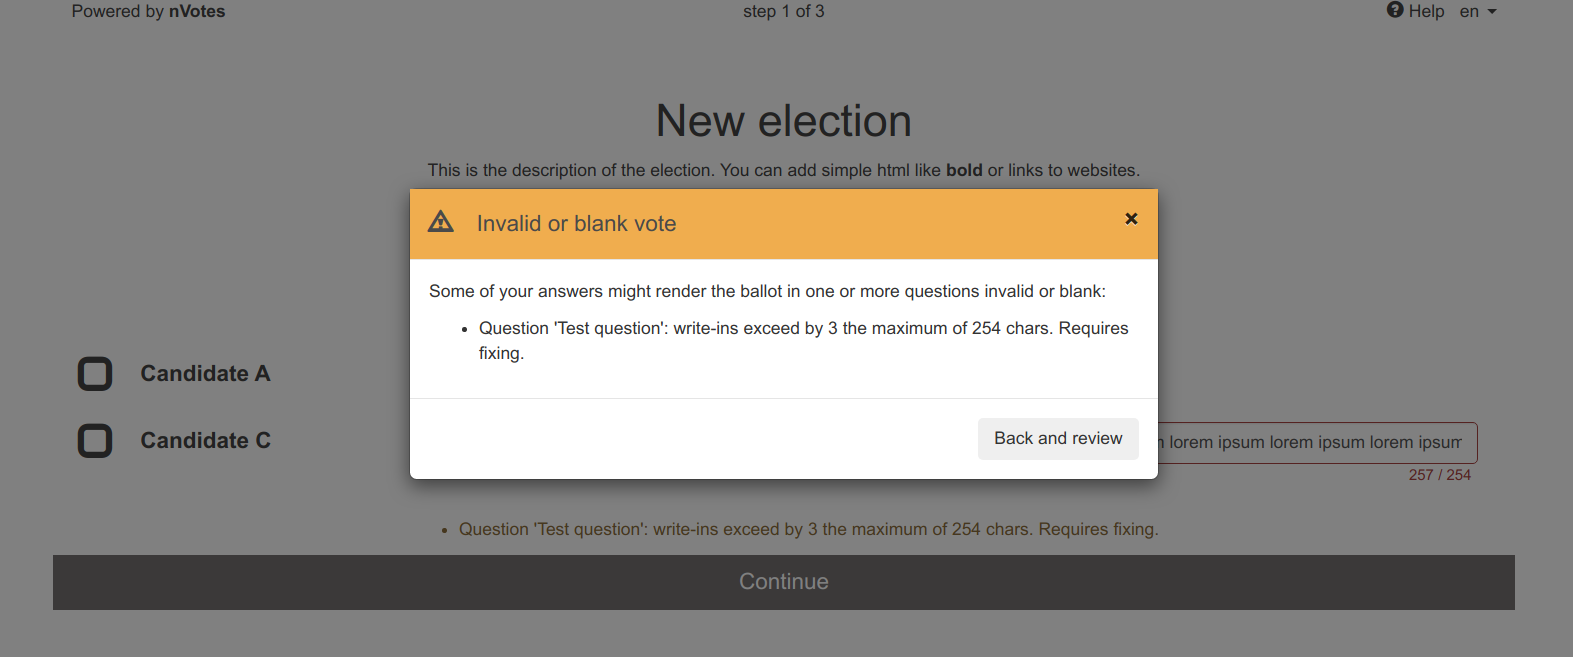 Powered by nVotes
step 1 of 3
Help en
New election
This is the description of the election. You can add simple html like bold or links to websites.
Invalid or blank vote
Some of your answers might render the ballot in one or more questions invalid or blank:
Question 'Test question': write-ins exceed by 3 the maximum of 254 chars. Requires
fixing.
Back and review
Candidate A
Candidate C
lorem ipsum lorem ipsum lorem ipsum
257 / 254
Question 'Test question': write-ins exceed by 3 the maximum of 254 chars. Requires fixing.
Continue